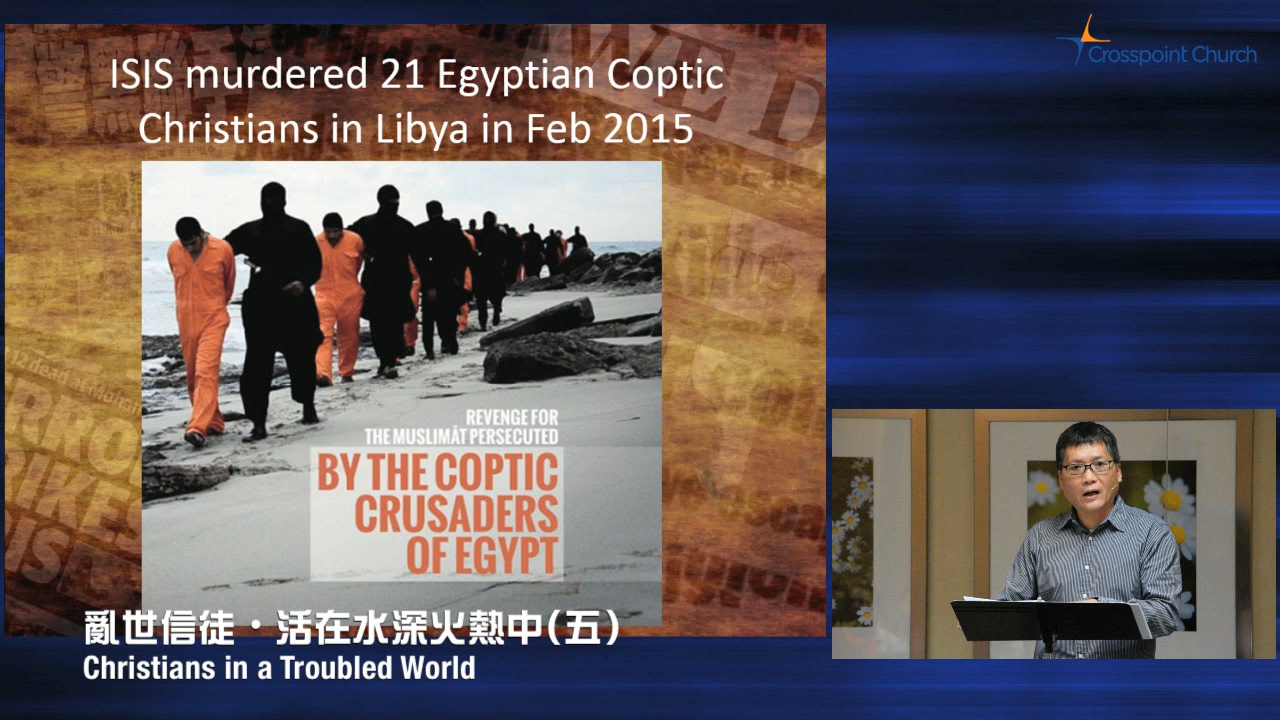 Crosspoint Church
ISIS murdered 21 Egyptian Coptic
Christians in Libya in Feb 2015
REVENGE FOR
THE MUSLIMĀT PERSECUTED
BY THE COPTIC
CRUSADERS
OF EGYPT
亂世信徒・活在水深火熱中(五)
Christians in a Troubled World